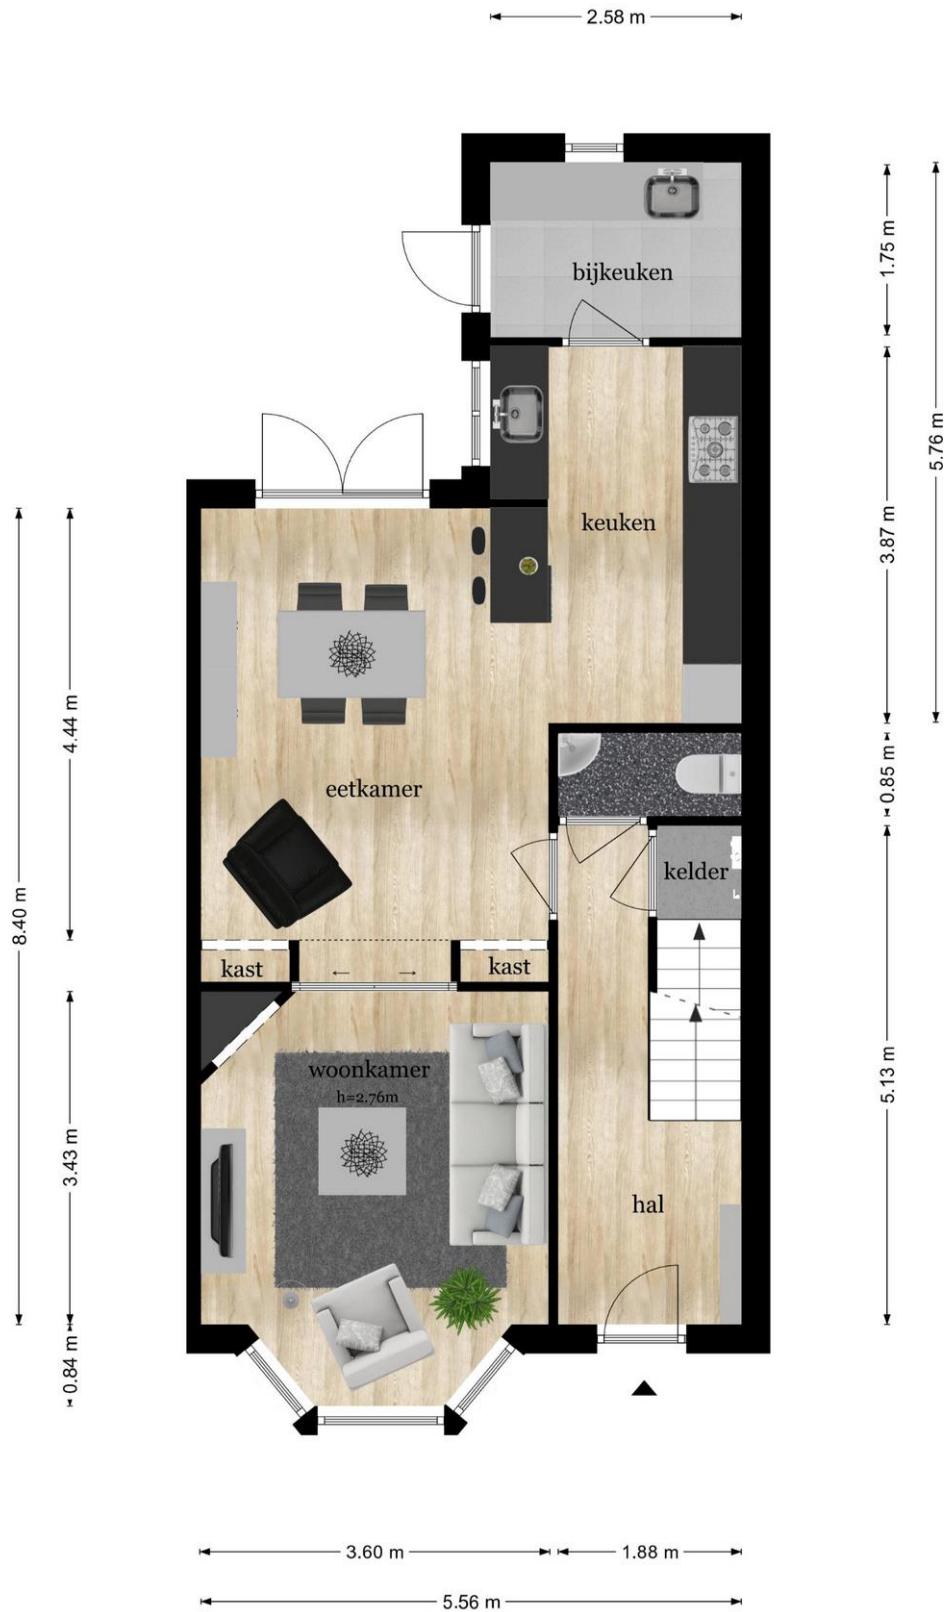 2.58 m
1.75 m
5.76 m
bijkeuken
3.87 m
keuken
4.44 m
8.40 m
eetkamer
0.85 m
kelder
kast
kast
woonkamer
h=2.76m
3.43 m
5.13 m
hal
0.84 m
3.60 m
1.88 m
5.56 m